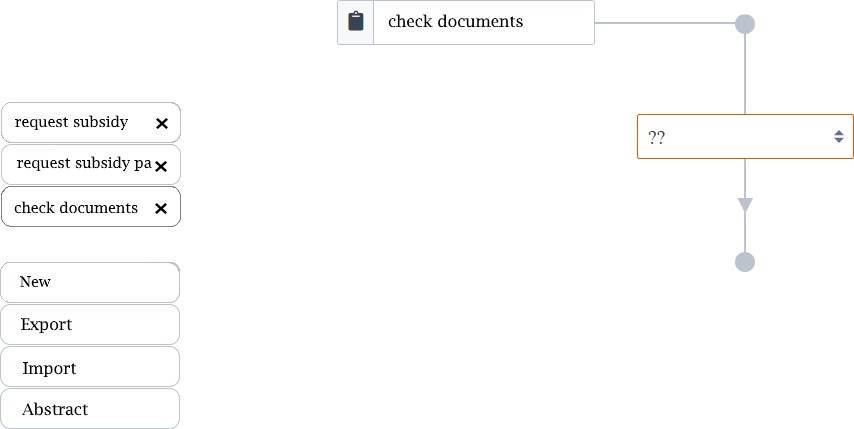 check documents
request subsidy
request subsidy pa
check documents
??
New
Export
Import
Abstract